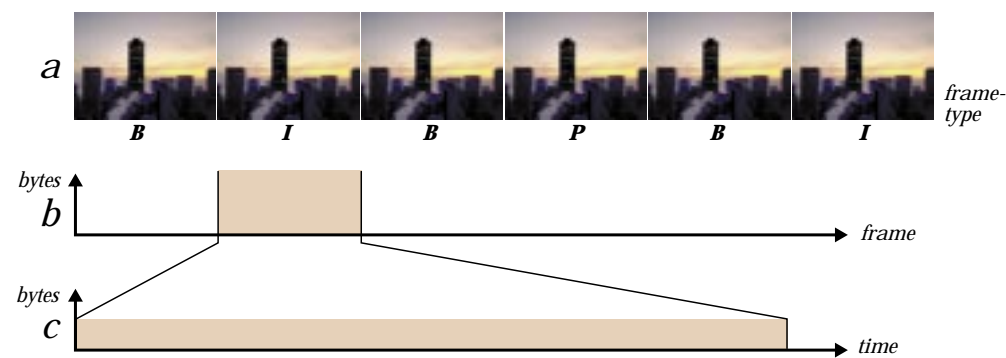 a
frame-
type
B I B P B I
bytes
b
frame
bytes
c
time